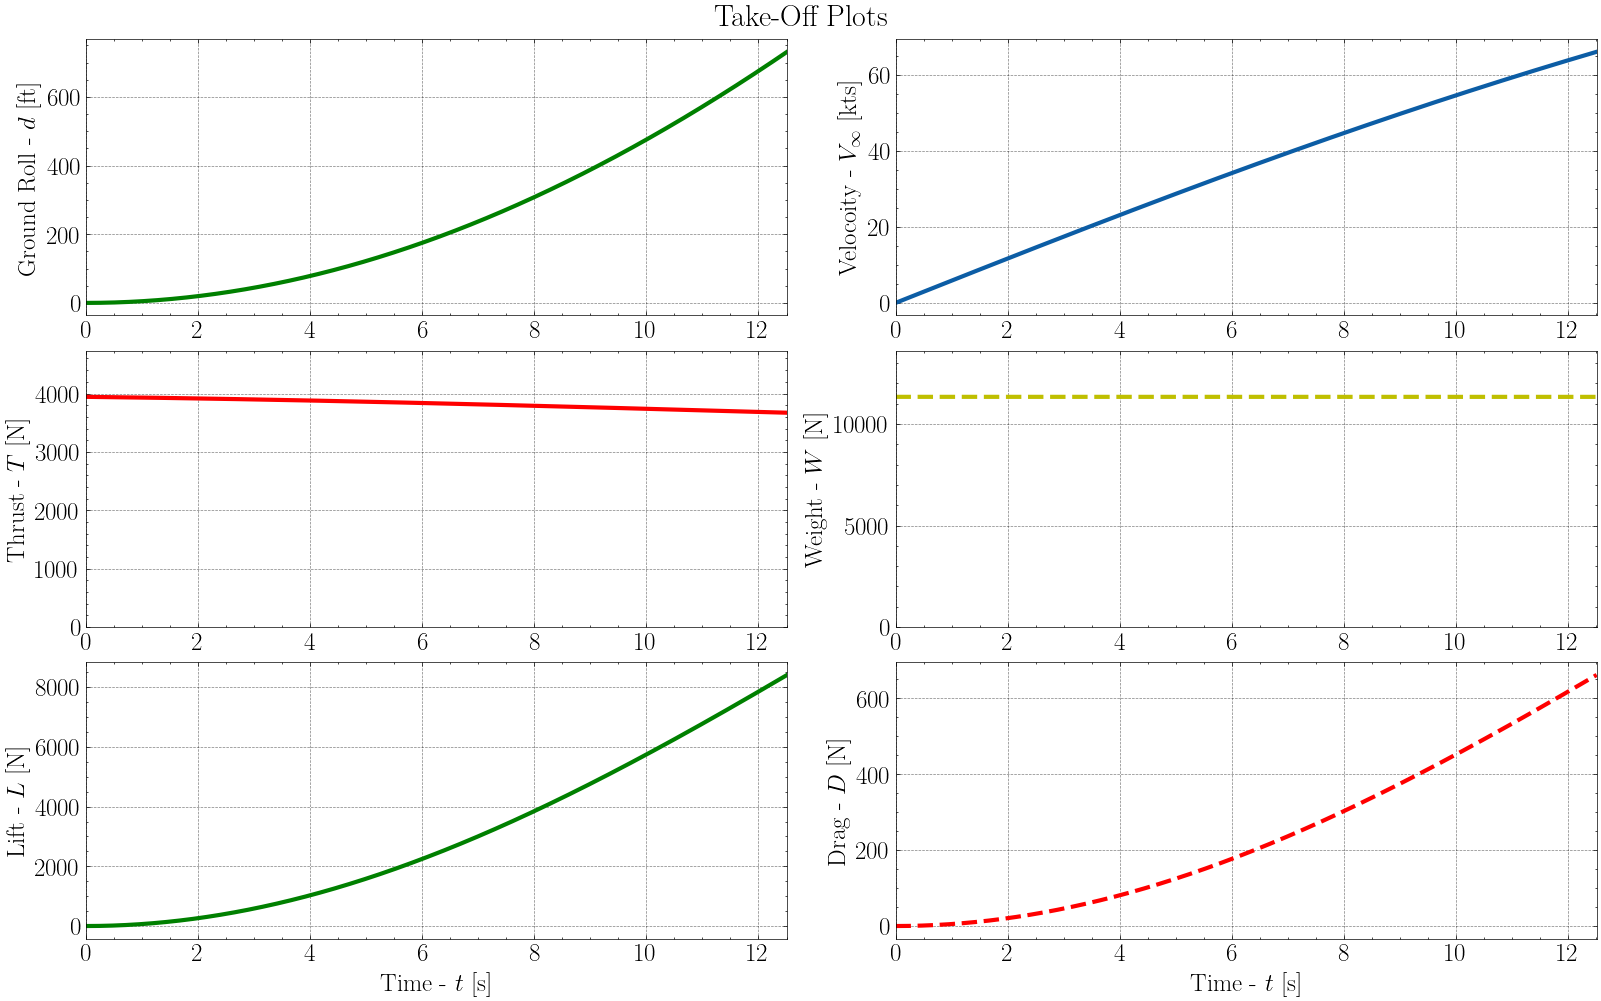 Take-Off Plots
Ground Roll - d [ft]
600
400
200
0
0 2 4 6 8 10 12
Velocoity - V∞ [kts]
60
40
20
0
0 2 4 6 8 10 12
Thrust - T [N]
4000
3000
2000
1000
0
0 2 4 6 8 10 12
Weight - W [N]
10000
5000
0
0 2 4 6 8 10 12
Lift - L [N]
8000
6000
4000
2000
0
0 2 4 6 8 10 12
Time - t [s]
Drag - D [N]
600
400
200
0
0 2 4 6 8 10 12
Time - t [s]